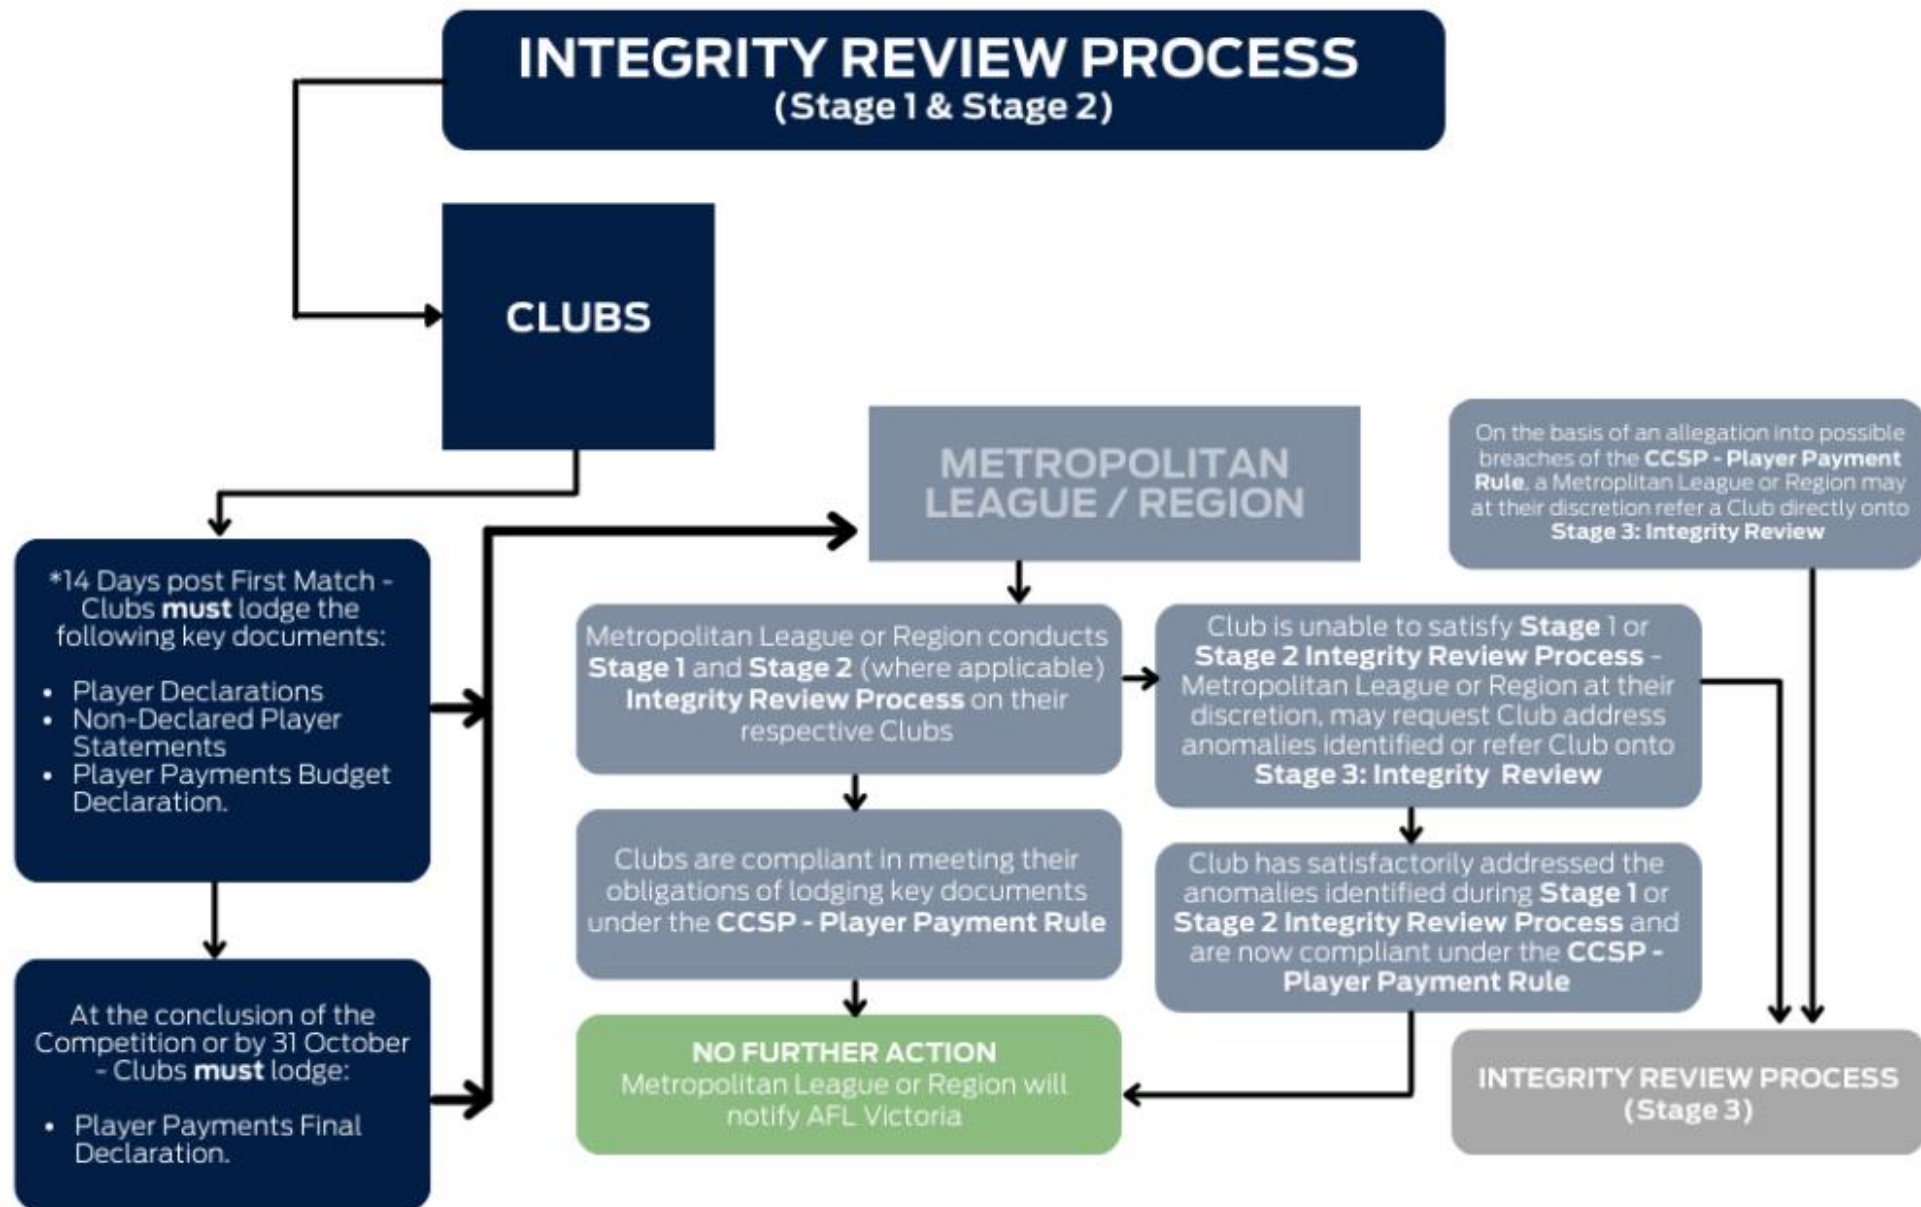 INTEGRITY REVIEW PROCESS
(Stage 1 & Stage 2)
CLUBS
*14 Days post First Match -
Clubs must lodge the
following key documents:
• Player Declarations
• Non-Declared Player
Statements
• Player Payments Budget
Declaration.
At the conclusion of the
Competition or by 31 October
- Clubs must lodge:
• Player Payments Final
Declaration.
METROPOLITAN
LEAGUE / REGION
Metropolitan League or Region conducts
Stage 1 and Stage 2 (where applicable)
Integrity Review Process on their
respective Clubs
Clubs are compliant in meeting their
obligations of lodging key documents
under the CCSP - Player Payment Rule
NO FURTHER ACTION
Metropolitan League or Region will
notify AFL Victoria
Club is unable to satisfy Stage 1 or
Stage 2 Integrity Review Process -
Metropolitan League or Region at their
discretion, may request Club address
anomalies identified or refer Club onto
Stage 3: Integrity Review
Club has satisfactorily addressed the
anomalies identified during Stage 1 or
Stage 2 Integrity Review Process and
are now compliant under the CCSP -
Player Payment Rule
On the basis of an allegation into possible
breaches of the CCSP - Player Payment
Rule, a Metroplitan League or Region may
at their discretion refer a Club directly onto
Stage 3: Integrity Review
INTEGRITY REVIEW PROCESS
(Stage 3)